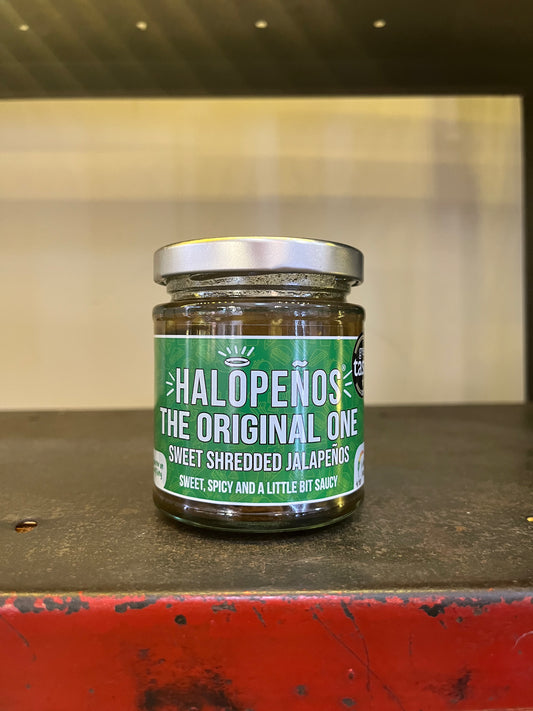 HALOPEÑOS®
THE ORIGINAL ONE
SWEET SHREDDED JALAPEÑOS
SWEET, SPICY AND A LITTLE BIT SAUCY